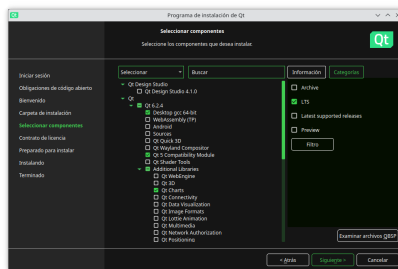 Programa de instalación de Qt
Seleccionar componentes
Seleccione los componentes que desea instalar.
Qt
Iniciar sesión
Obligaciones de código abierto
Bienvenido
Carpeta de instalación
Seleccionar componentes
Contrato de licencia
Preparado para instalar
Instalando
Terminado
Seleccionar
Buscar
Qt Design Studio
Qt Design Studio 4.1.0
Qt
Qt 6.2.4
Desktop gcc 64-bit
WebAssembly (TP)
Android
Sources
Qt Quick 3D
Qt Wayland Compositor
Qt 5 Compatibility Module
Qt Shader Tools
Additional Libraries
Qt WebEngine
Qt 3D
Qt Charts
Qt Connectivity
Qt Data Visualization
Qt Image Formats
Qt Lottie Animation
Qt Multimedia
Qt Network Authorization
Qt Positioning
Información
Categorías
Archive
LTS
Latest supported releases
Preview
Filtro
Examinar archivos QBSP
< Atrás
Siguiente >
Cancelar